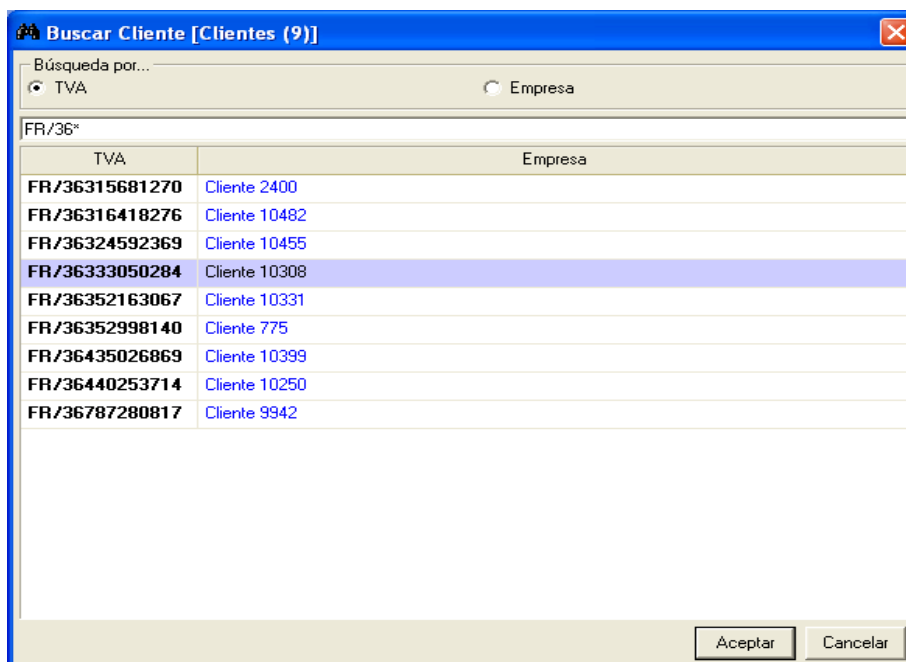 Buscar Cliente [Clientes (9)]
Búsqueda por...
TVA Empresa
FR/36*
TVA Empresa
FR/36315681270 Cliente 2400
FR/36316418276 Cliente 10482
FR/36324592369 Cliente 10455
FR/36333050284 Cliente 10308
FR/36352163067 Cliente 10331
FR/36352998140 Cliente 775
FR/36435026869 Cliente 10399
FR/36440253714 Cliente 10250
FR/36787280817 Cliente 9942
Aceptar Cancelar